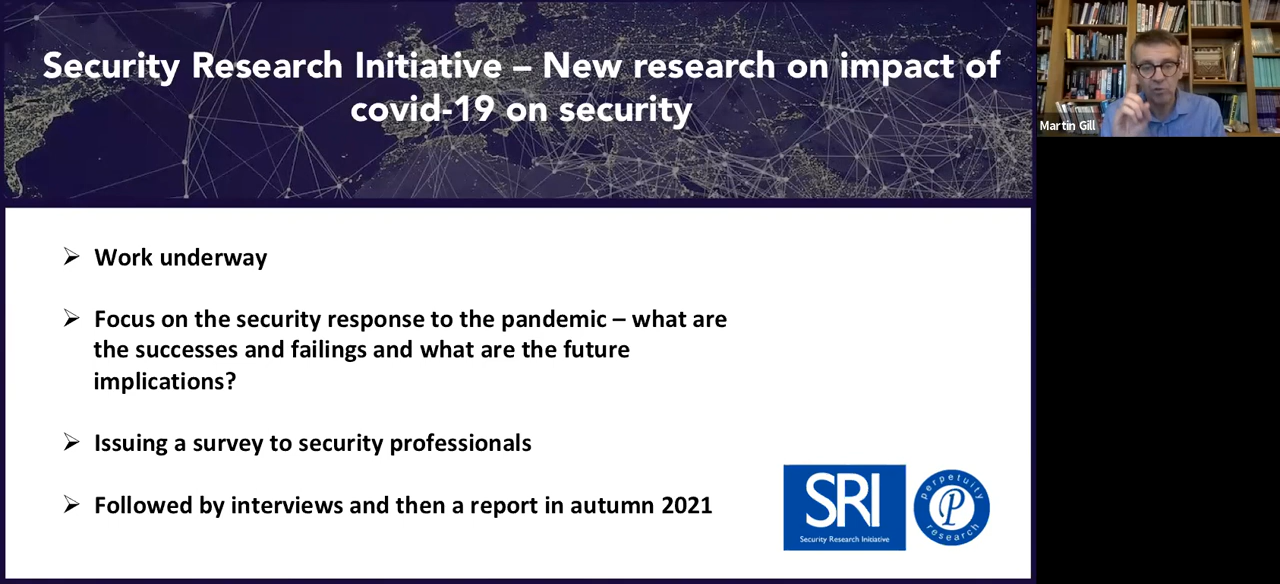 Security Research Initiative – New research on impact of
covid-19 on security
Martin Gill
Work underway
Focus on the security response to the pandemic – what are
the successes and failings and what are the future
implications?
Issuing a survey to security professionals
Followed by interviews and then a report in autumn 2021
SRI
Security Research Initiative
perpetuity
P
research